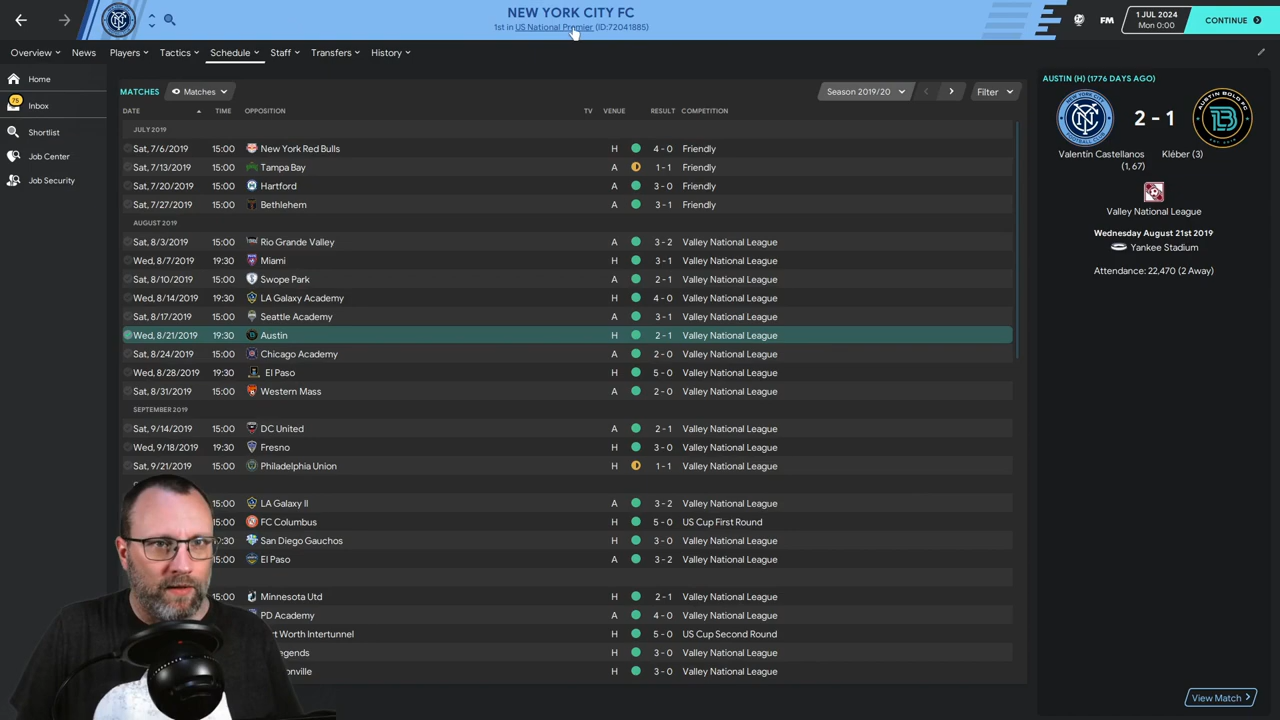 NEW YORK CITY FC
1st in US National Premier (ID:72041885)
FM
1 JUL 2024
Mon 0:00
CONTINUE
Overview
News
Players
Tactics
Schedule
Staff
Transfers
History
Home
75
Inbox
Shortlist
Job Center
Job Security
MATCHES
Matches
Season 2019/20
Filter
DATE TIME OPPOSITION TV VENUE RESULT COMPETITION
JULY 2019
Sat, 7/6/2019 15:00 New York Red Bulls H 4 - 0 Friendly
Sat, 7/13/2019 15:00 Tampa Bay A 1 - 1 Friendly
Sat, 7/20/2019 15:00 Hartford A 3 - 0 Friendly
Sat, 7/27/2019 15:00 Bethlehem A 3 - 1 Friendly
AUGUST 2019
Sat, 8/3/2019 15:00 Rio Grande Valley A 3 - 2 Valley National League
Wed, 8/7/2019 19:30 Miami H 3 - 1 Valley National League
Sat, 8/10/2019 15:00 Swope Park A 2 - 1 Valley National League
Wed, 8/14/2019 19:30 LA Galaxy Academy H 4 - 0 Valley National League
Sat, 8/17/2019 15:00 Seattle Academy A 3 - 1 Valley National League
Wed, 8/21/2019 19:30 Austin H 2 - 1 Valley National League
Sat, 8/24/2019 15:00 Chicago Academy A 2 - 0 Valley National League
Wed, 8/28/2019 19:30 El Paso H 5 - 0 Valley National League
Sat, 8/31/2019 15:00 Western Mass A 2 - 0 Valley National League
SEPTEMBER 2019
Sat, 9/14/2019 15:00 DC United A 2 - 1 Valley National League
Wed, 9/18/2019 19:30 Fresno H 3 - 0 Valley National League
Sat, 9/21/2019 15:00 Philadelphia Union H 1 - 1 Valley National League
15:00 LA Galaxy II A 3 - 2 Valley National League
15:00 FC Columbus H 5 - 0 US Cup First Round
:30 San Diego Gauchos H 3 - 0 Valley National League
15:00 El Paso A 3 - 2 Valley National League
15:00 Minnesota Utd H 2 - 1 Valley National League
PD Academy A 4 - 0 Valley National League
rt Worth Intertunnel H 5 - 0 US Cup Second Round
egends H 3 - 0 Valley National League
onville H 3 - 0 Valley National League
AUSTIN (H) (1776 DAYS AGO)
2 - 1
AUSTIN BOLD FC
Valentin Castellanos
(1, 67)
Kléber (3)
Valley National League
Wednesday August 21st 2019
Yankee Stadium
Attendance: 22,470 (2 Away)
View Match